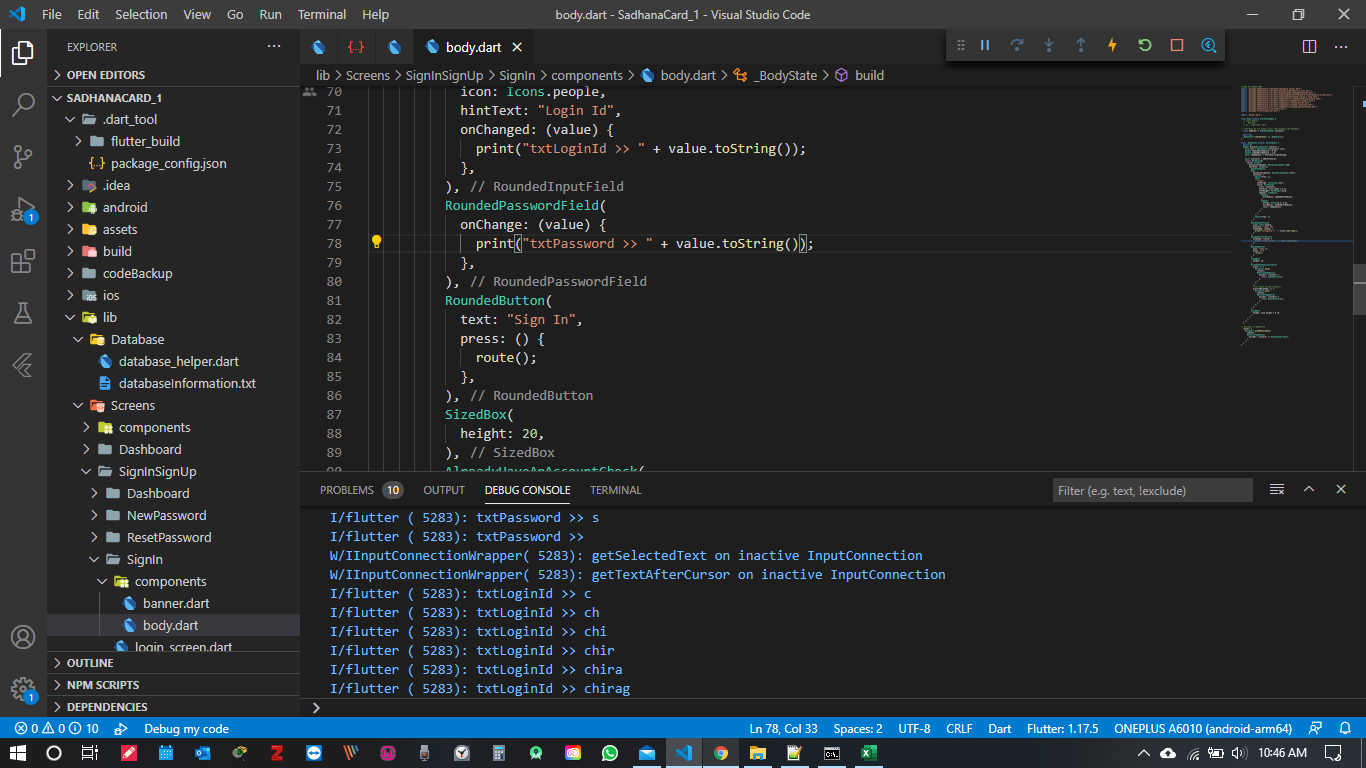 File Edit Selection View Go Run Terminal Help
body.dart - SadhanaCard_1 - Visual Studio Code
EXPLORER
OPEN EDITORS
SADHANACARD_1
.dart_tool
flutter_build
package_config.json
.idea
android
assets
build
codeBackup
ios
lib
Database
database_helper.dart
databaseInformation.txt
Screens
components
Dashboard
SignInSignUp
Dashboard
NewPassword
ResetPassword
SignIn
components
banner.dart
body.dart
login_screen.dart
OUTLINE
NPM SCRIPTS
DEPENDENCIES
1
1
body.dart
lib > Screens > SignInSignUp > SignIn > components > body.dart > _BodyState > build
70 icon: Icons.people,
71 hintText: "Login Id",
72 onChanged: (value) {
73 print("txtLoginId >> " + value.toString());
74 },
75 ), // RoundedInputField
76 RoundedPasswordField(
77 onChange: (value) {
78 print("txtPassword >> " + value.toString());
79 },
80 ), // RoundedPasswordField
81 RoundedButton(
82 text: "Sign In",
83 press: () {
84 route();
85 },
86 ), // RoundedButton
87 SizedBox(
88 height: 20,
89 ), // SizedBox
90 AlreadyHaveAnAccountCheck(
PROBLEMS 10 OUTPUT DEBUG CONSOLE TERMINAL
Filter (e.g. text, !exclude)
I/flutter ( 5283): txtPassword >> s
I/flutter ( 5283): txtPassword >>
W/IInputConnectionWrapper( 5283): getSelectedText on inactive InputConnection
W/IInputConnectionWrapper( 5283): getTextAfterCursor on inactive InputConnection
I/flutter ( 5283): txtLoginId >> c
I/flutter ( 5283): txtLoginId >> ch
I/flutter ( 5283): txtLoginId >> chi
I/flutter ( 5283): txtLoginId >> chir
I/flutter ( 5283): txtLoginId >> chira
I/flutter ( 5283): txtLoginId >> chirag
0 0 10 Debug my code
Ln 78, Col 33 Spaces: 2 UTF-8 CRLF Dart Flutter: 1.17.5 ONEPLUS A6010 (android-arm64)
10:46 AM